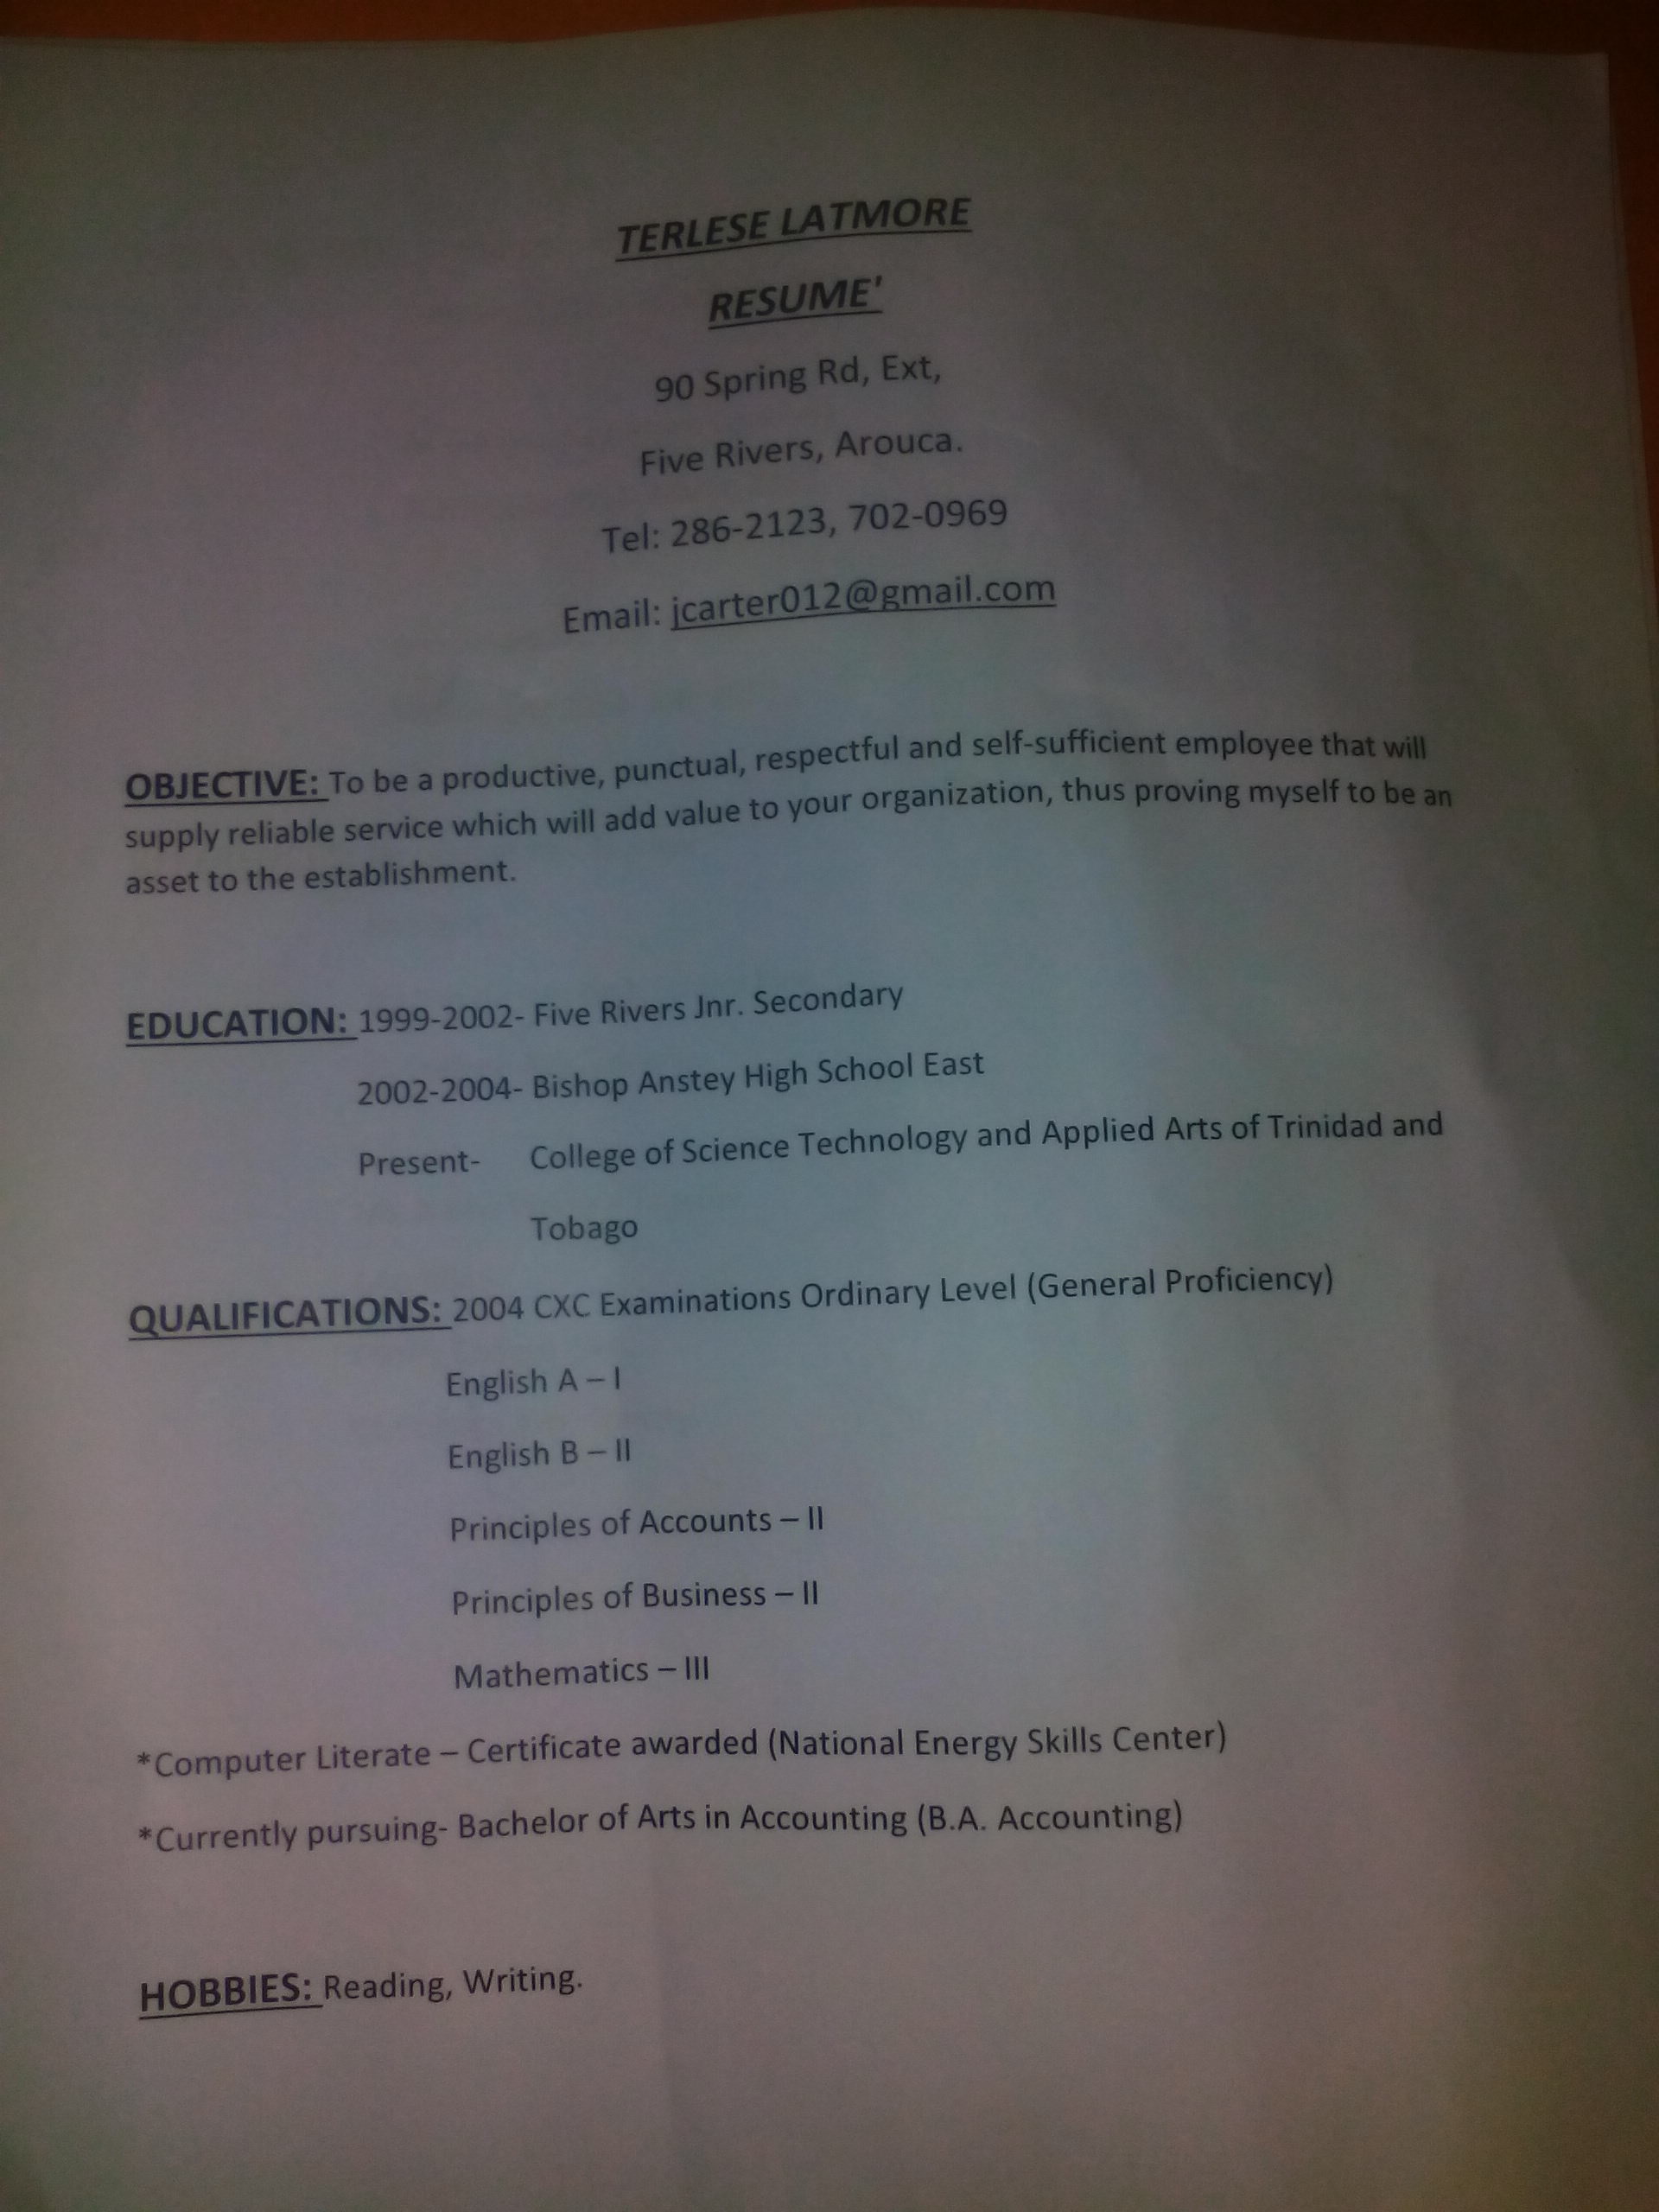 TERLESE LATMORE
RESUME'
90 Spring Rd, Ext,
Five Rivers, Arouca.
Tel: 286-2123, 702-0969
Email: jcarter012@gmail.com
OBJECTIVE: To be a productive, punctual, respectful and self-sufficient employee that will
supply reliable service which will add value to your organization, thus proving myself to be an
asset to the establishment.
EDUCATION: 1999-2002- Five Rivers Jnr. Secondary
2002-2004- Bishop Anstey High School East
Present- College of Science Technology and Applied Arts of Trinidad and
Tobago
QUALIFICATIONS: 2004 CXC Examinations Ordinary Level (General Proficiency)
English A – I
English B – II
Principles of Accounts – II
Principles of Business – II
Mathematics – III
*Computer Literate – Certificate awarded (National Energy Skills Center)
*Currently pursuing- Bachelor of Arts in Accounting (B.A. Accounting)
HOBBIES: Reading, Writing.